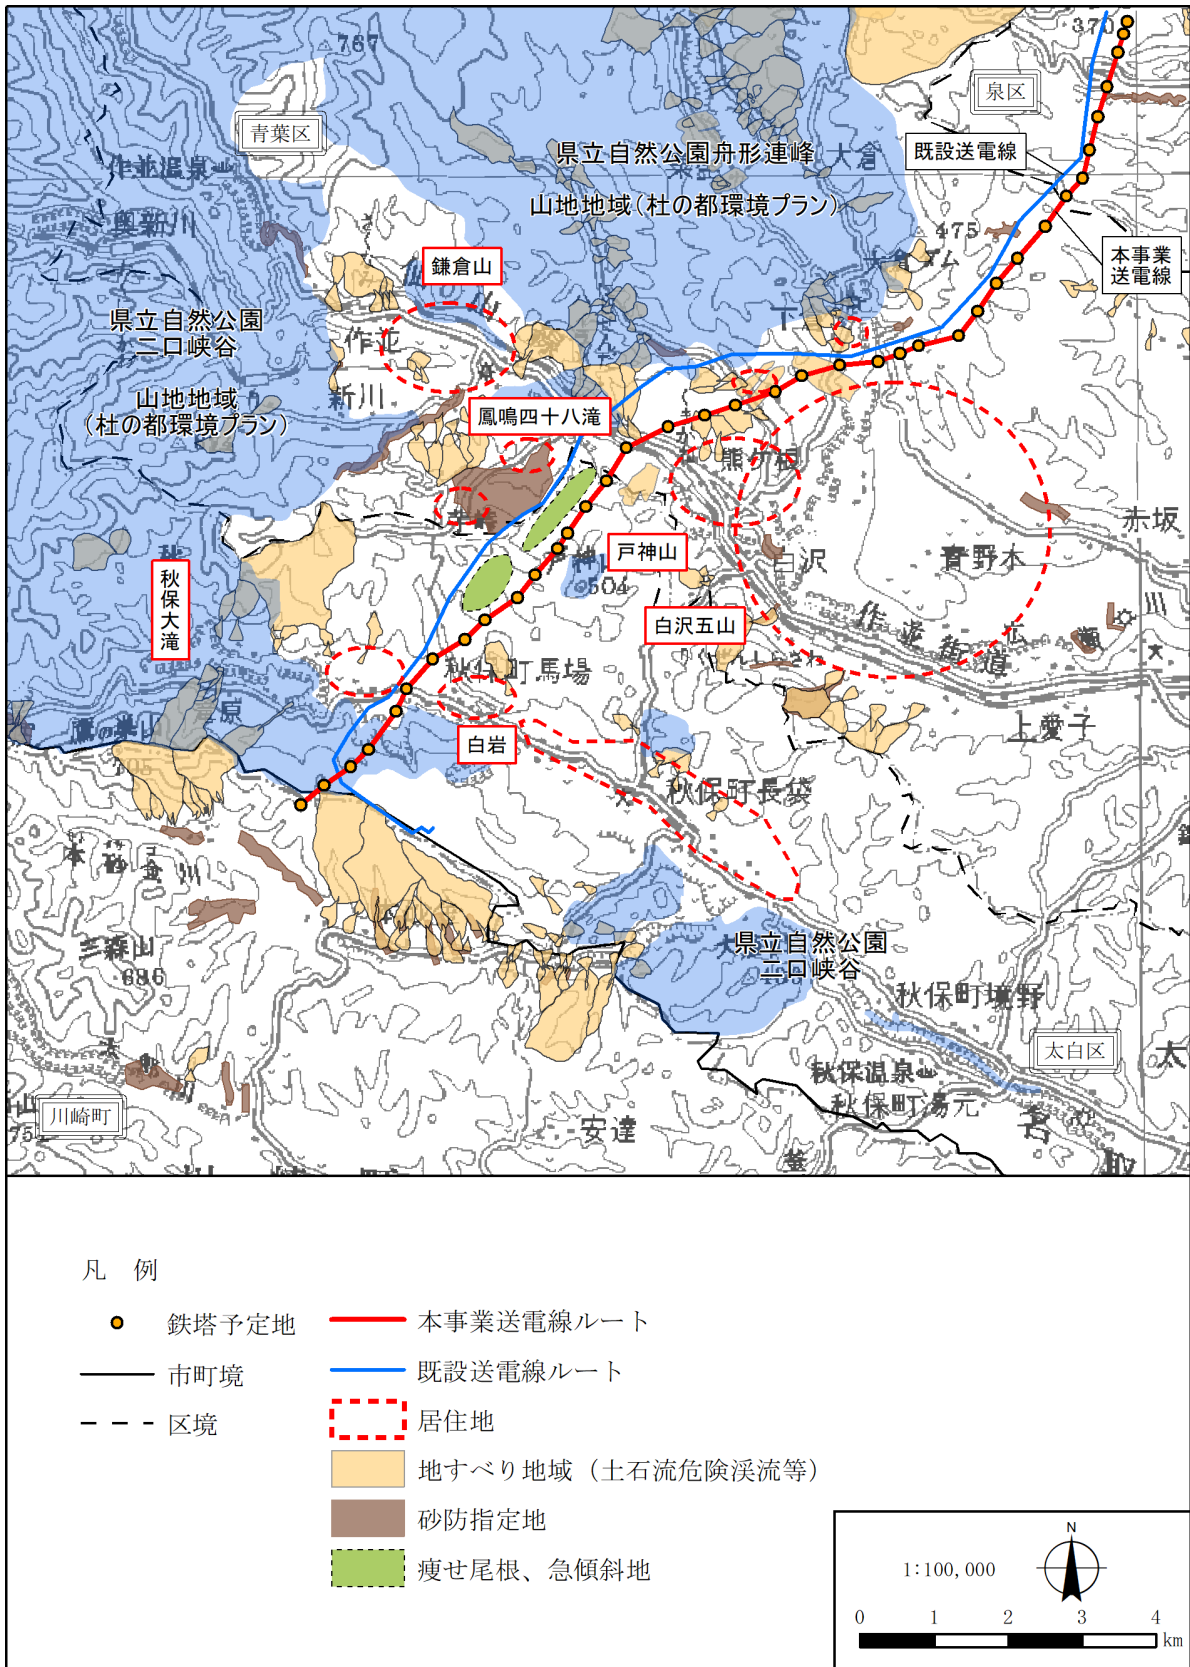 767
370
泉区
青葉区
県立自然公園舟形連峰
大倉
既設送電線
作並温泉
山地地域(杜の都環境プラン)
奥新川
475
本事業
送電線
鎌倉山
県立自然公園
二口峡谷
作並
新川
山地地域
(杜の都環境プラン)
鳳鳴四十八滝
熊ケ根
赤坂
戸神山
白沢
青野木
504
秋保大滝
白沢五山
作並街道
秋保町馬場
白岩
上愛子
秋保町長袋
三森山
686
県立自然公園
二口峡谷
秋保町境野
太白区
太
秋保温泉
秋保町湯元
川崎町
安達
凡 例
鉄塔予定地
本事業送電線ルート
市町境
既設送電線ルート
区境
居住地
地すべり地域（土石流危険渓流等）
砂防指定地
痩せ尾根、急傾斜地
N
1:100,000
0 1 2 3 4
km